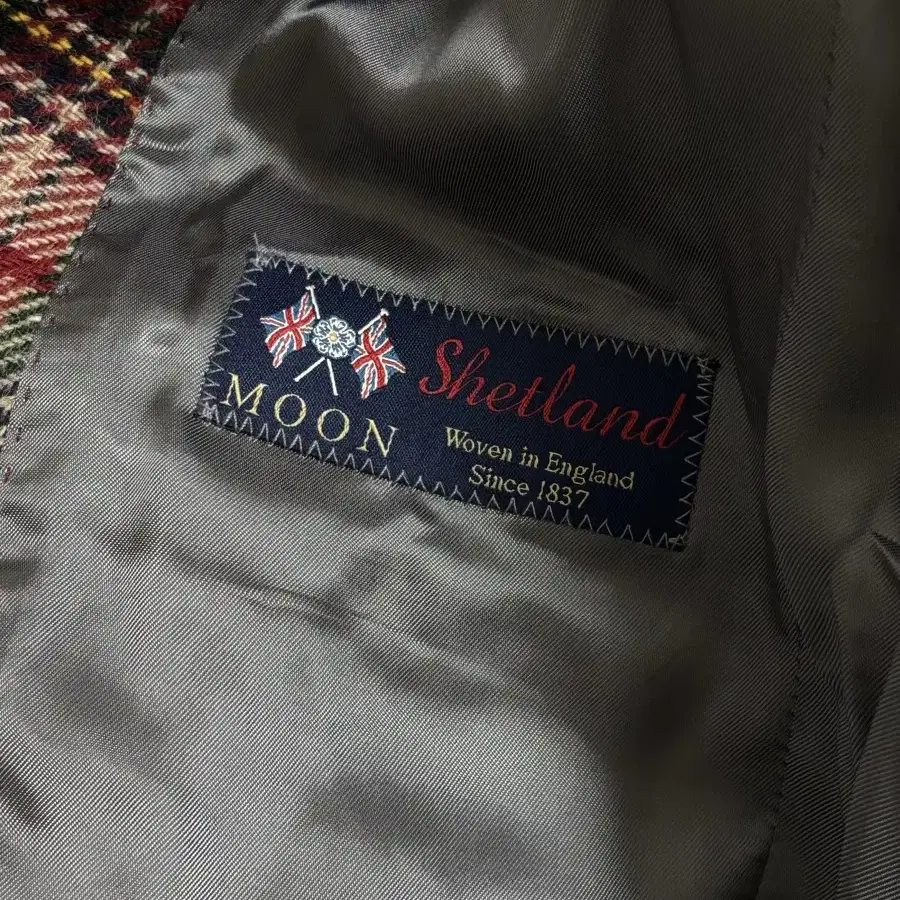 MOON
Shetland
Woven in England
Since 1837